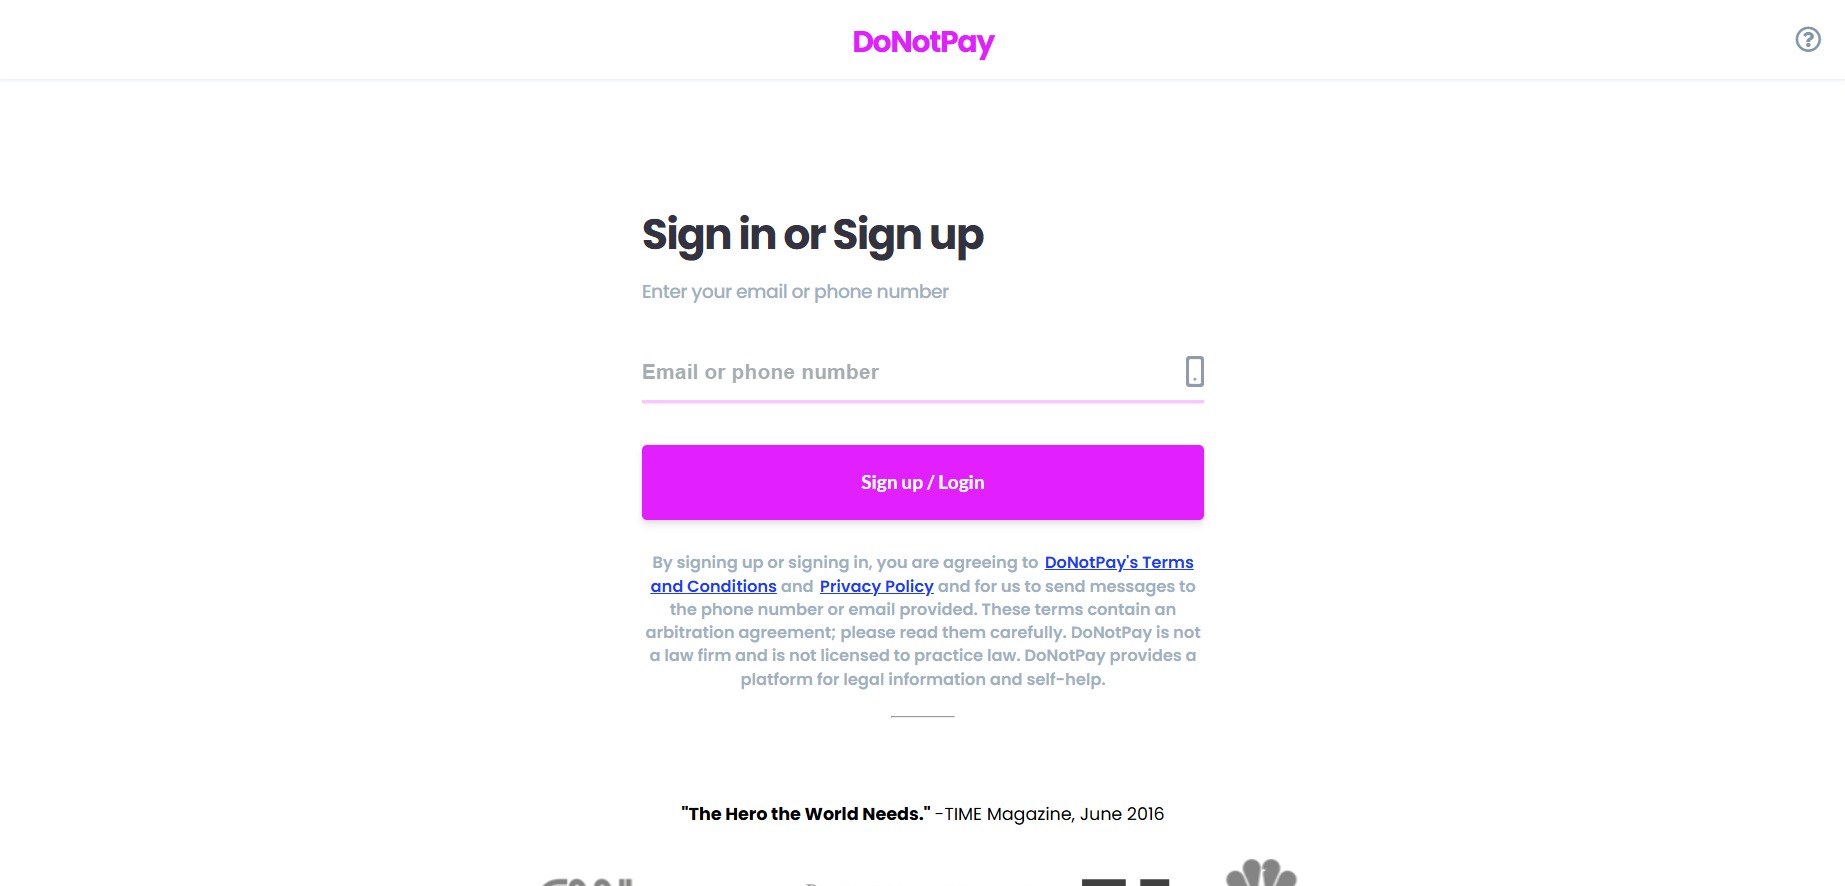 DoNotPay
Sign in or Sign up
Enter your email or phone number
Email or phone number
Sign up / Login
By signing up or signing in, you are agreeing to DoNotPay's Terms
and Conditions and Privacy Policy and for us to send messages to
the phone number or email provided. These terms contain an
arbitration agreement; please read them carefully. DoNotPay is not
a law firm and is not licensed to practice law. DoNotPay provides a
platform for legal information and self-help.
"The Hero the World Needs." -TIME Magazine, June 2016